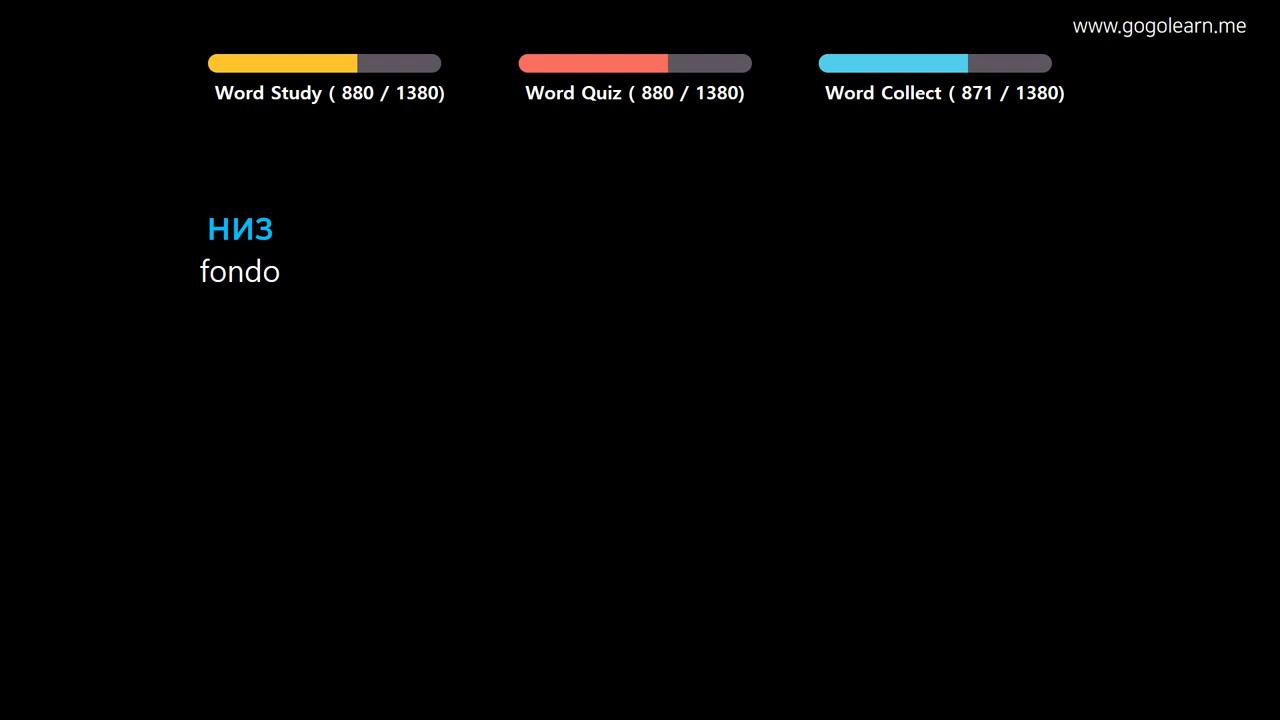 www.gogolearn.me
Word Study ( 880 / 1380)
Word Quiz ( 880 / 1380)
Word Collect ( 871 / 1380)
низ
fondo